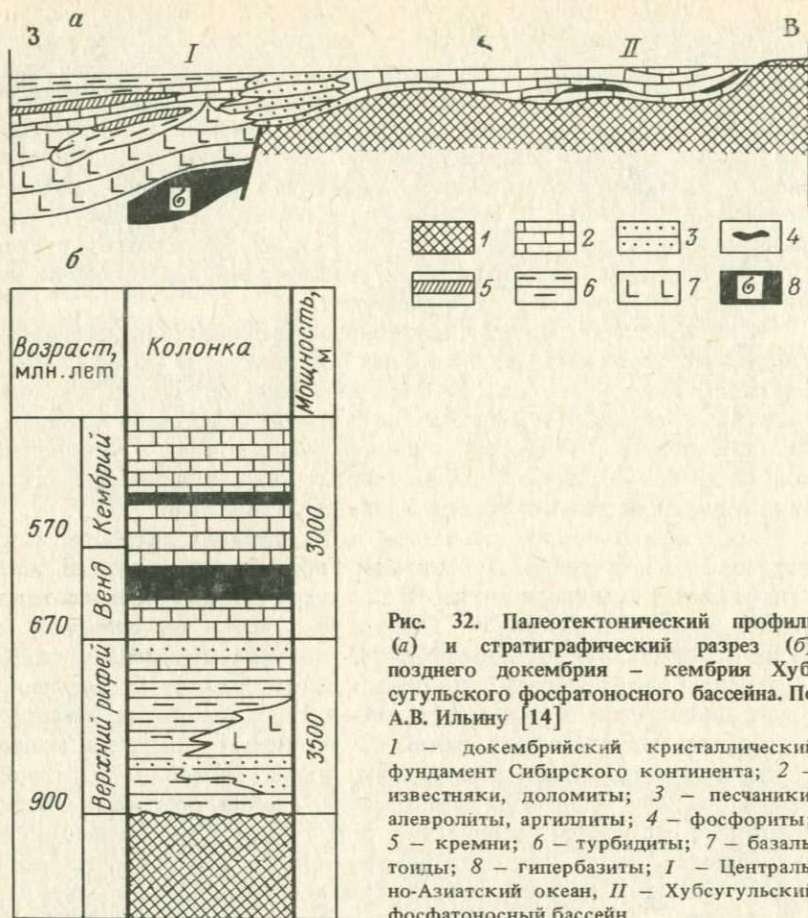 а
З
I
II
В
1
2
3
4
5
6
7
8
б
Возраст, млн. лет
Колонка
Мощность, м
Кембрий
570
3000
Венд
670
Верхний рифей
3500
900
Рис. 32. Палеотектонический профил
(а) и стратиграфический разрез (б)
позднего докембрия — кембрия Хуб
сугульского фосфатоносного бассейна. П
А.В. Ильину [14]
1 — докембрийский кристаллический
фундамент Сибирского континента; 2 —
известняки, доломиты; 3 — песчаники
алевролиты, аргиллиты; 4 — фосфориты;
5 — кремни; 6 — турбидиты; 7 — базаль
тоиды; 8 — гипербазиты; I — Централь
но-Азиатский океан, II — Хубсугульский
фосфатоносный бассейн